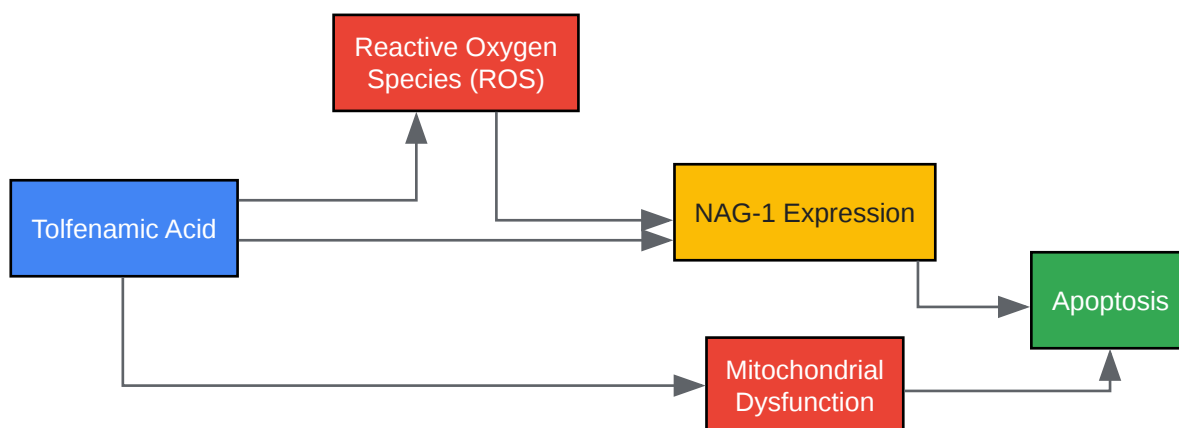 Reactive Oxygen
Species (ROS)
Tolfenamic Acid
NAG-1 Expression
Apoptosis
Mitochondrial
Dysfunction